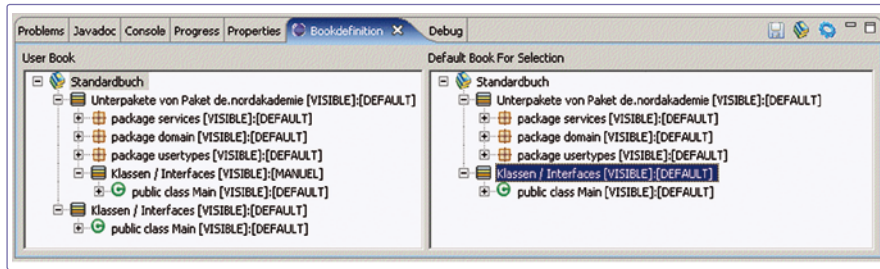 Problems Javadoc Console Progress Properties Bookdefinition Debug
User Book
Standardbuch
Unterpakete von Paket de.nordakademie [VISIBLE]:[DEFAULT]
package services [VISIBLE]:[DEFAULT]
package domain [VISIBLE]:[DEFAULT]
package usertypes [VISIBLE]:[DEFAULT]
Klassen / Interfaces [VISIBLE]:[MANUEL]
public class Main [VISIBLE]:[DEFAULT]
Klassen / Interfaces [VISIBLE]:[DEFAULT]
public class Main [VISIBLE]:[DEFAULT]
Default Book For Selection
Standardbuch
Unterpakete von Paket de.nordakademie [VISIBLE]:[DEFAULT]
package services [VISIBLE]:[DEFAULT]
package domain [VISIBLE]:[DEFAULT]
package usertypes [VISIBLE]:[DEFAULT]
Klassen / Interfaces [VISIBLE]:[DEFAULT]
public class Main [VISIBLE]:[DEFAULT]